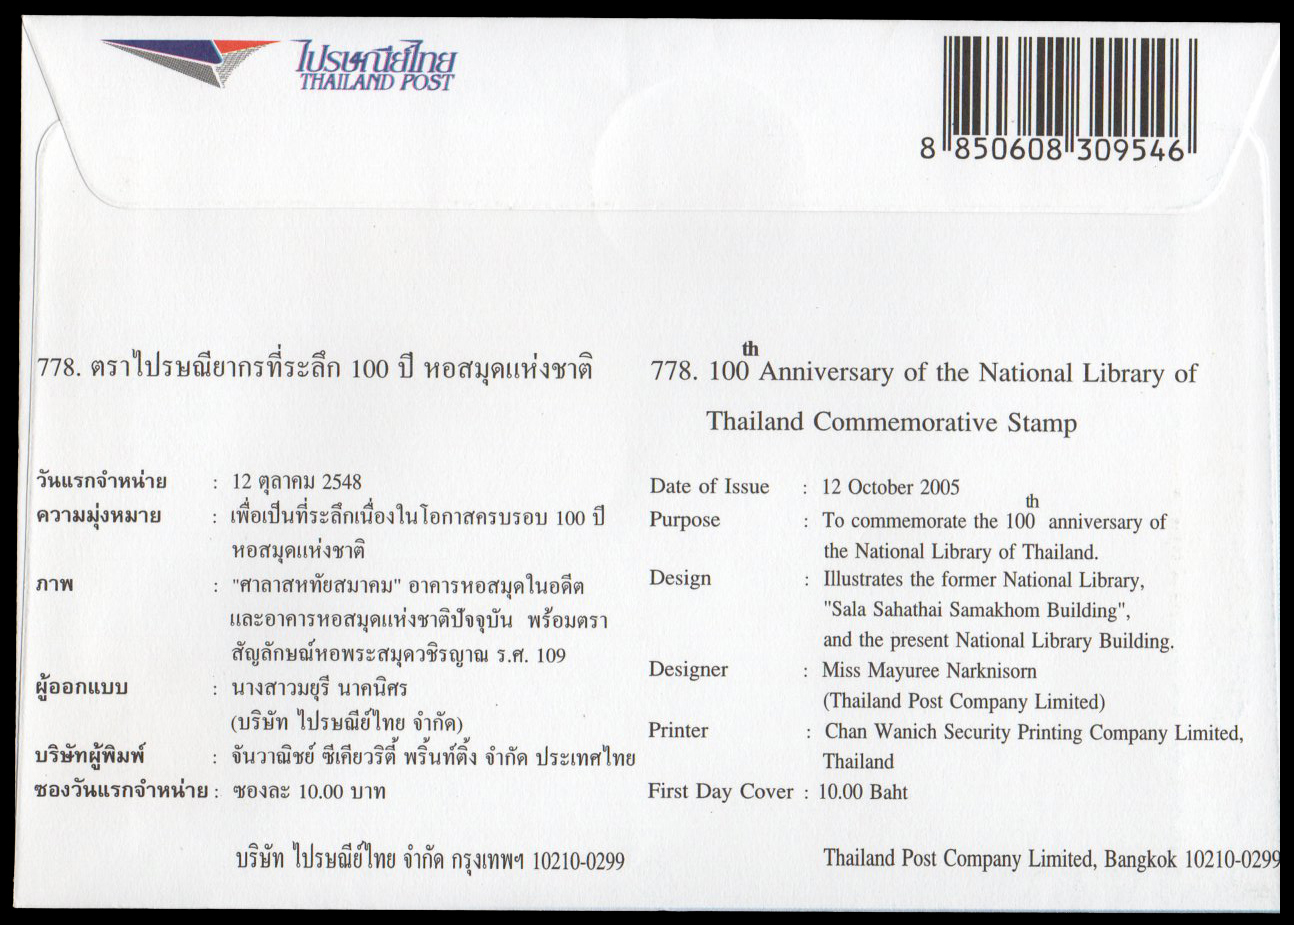 ไปรษณีย์ไทย
THAILAND POST
8 850608 309546
778. ตราไปรษณียากรที่ระลึก 100 ปี หอสมุดแห่งชาติ
วันแรกจำหน่าย : 12 ตุลาคม 2548
ความมุ่งหมาย : เพื่อเป็นที่ระลึกเนื่องในโอกาสครบรอบ 100 ปี
หอสมุดแห่งชาติ
ภาพ : "ศาลาสหทัยสมาคม" อาคารหอสมุดในอดีต
และอาคารหอสมุดแห่งชาติปัจจุบัน พร้อมตรา
สัญลักษณ์หอพระสมุดวชิรญาณ ร.ศ. 109
ผู้ออกแบบ : นางสาวมยุรี นาคนิศร
(บริษัท ไปรษณีย์ไทย จำกัด)
บริษัทผู้พิมพ์ : จันวาณิชย์ ซีเคียวริตี้ พริ้นท์ติ้ง จำกัด ประเทศไทย
ซองวันแรกจำหน่าย : ซองละ 10.00 บาท
บริษัท ไปรษณีย์ไทย จำกัด กรุงเทพฯ 10210-0299
778. 100th Anniversary of the National Library of
Thailand Commemorative Stamp
Date of Issue : 12 October 2005
Purpose : To commemorate the 100th anniversary of
the National Library of Thailand.
Design : Illustrates the former National Library,
"Sala Sahathai Samakhom Building",
and the present National Library Building.
Designer : Miss Mayuree Narknisorn
(Thailand Post Company Limited)
Printer : Chan Wanich Security Printing Company Limited,
Thailand
First Day Cover : 10.00 Baht
Thailand Post Company Limited, Bangkok 10210-0299